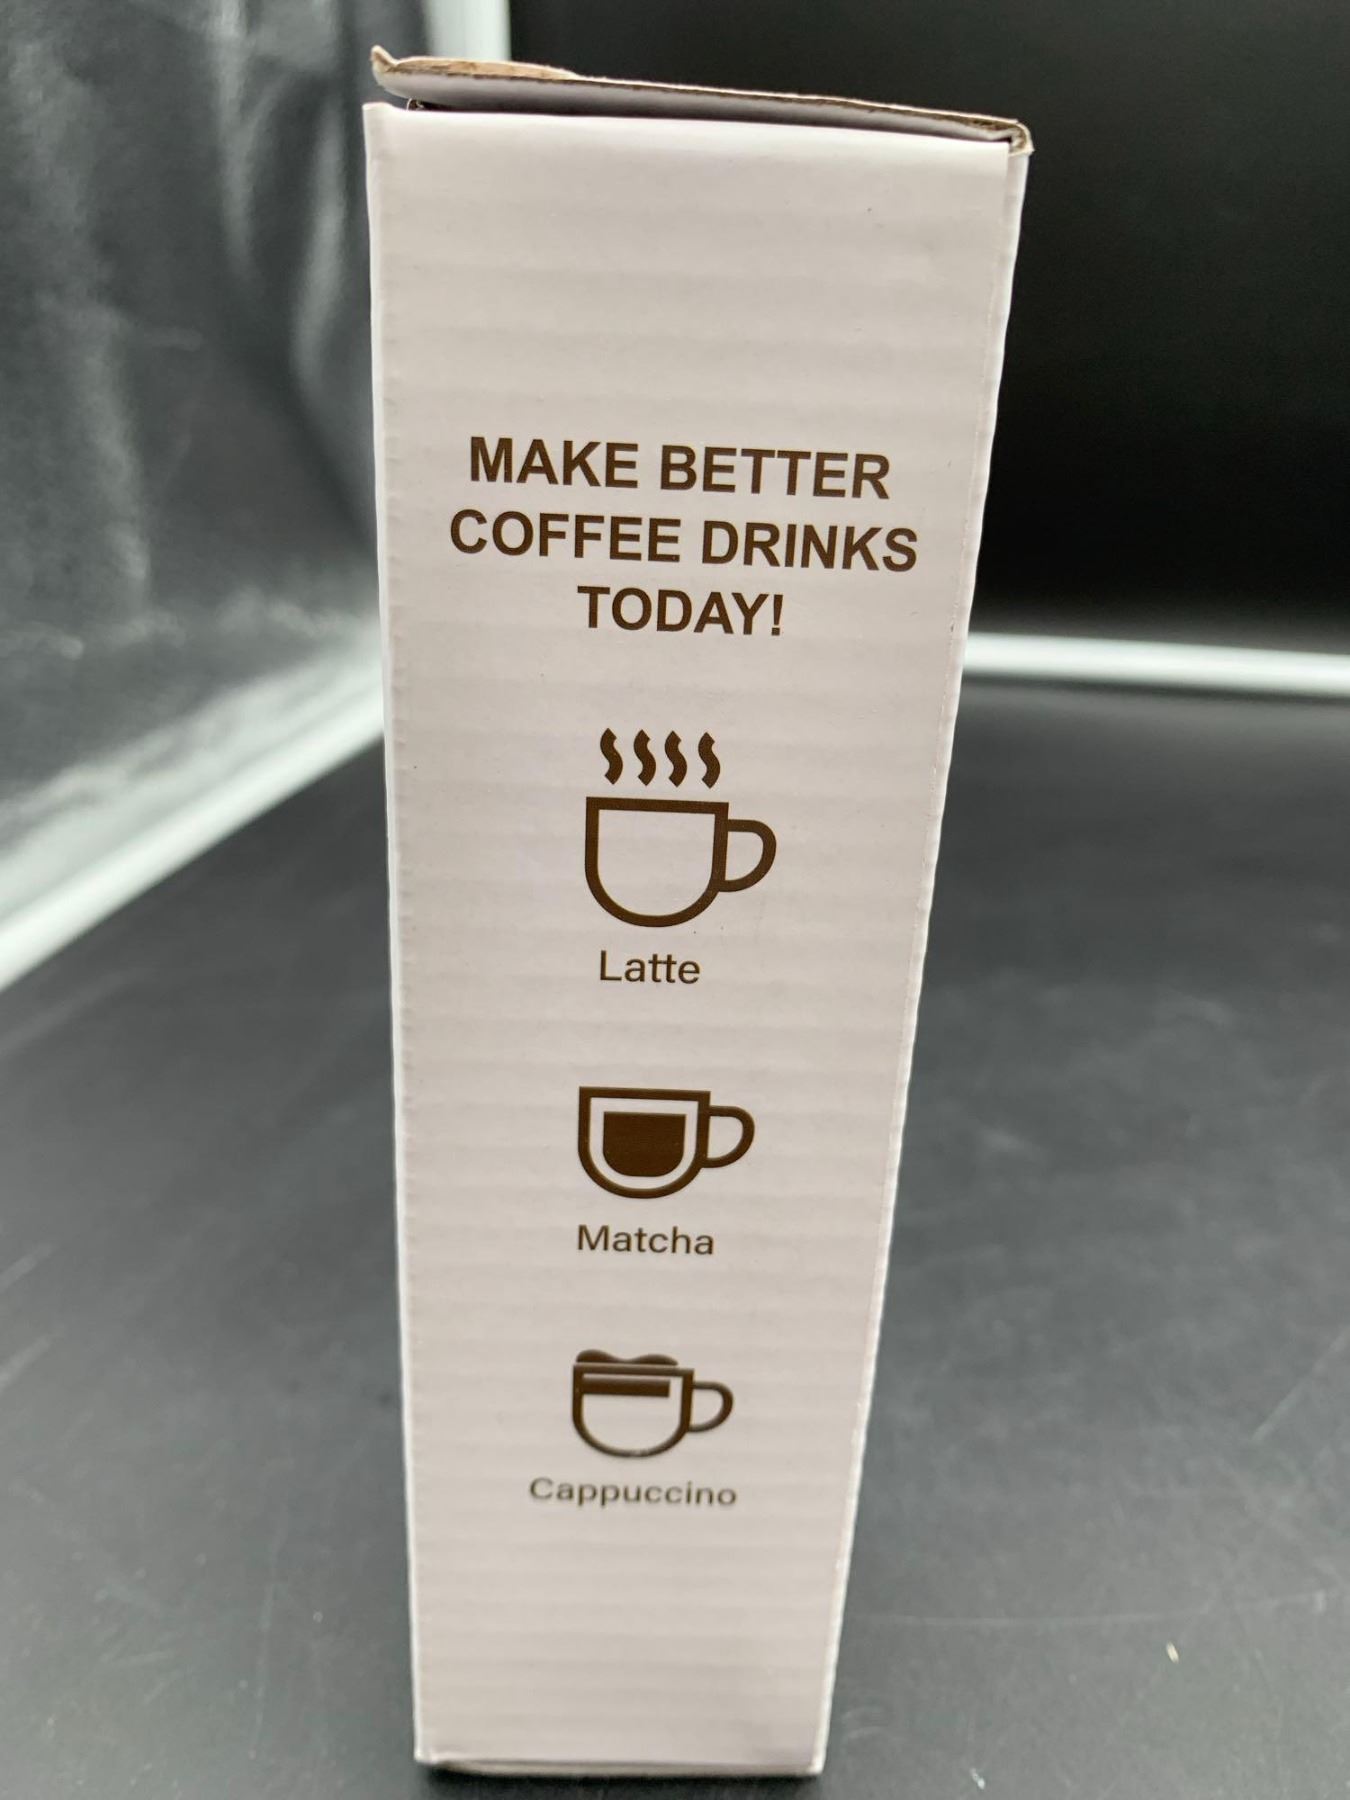 MAKE BETTER
COFFEE DRINKS
TODAY!
Latte
Matcha
Cappuccino